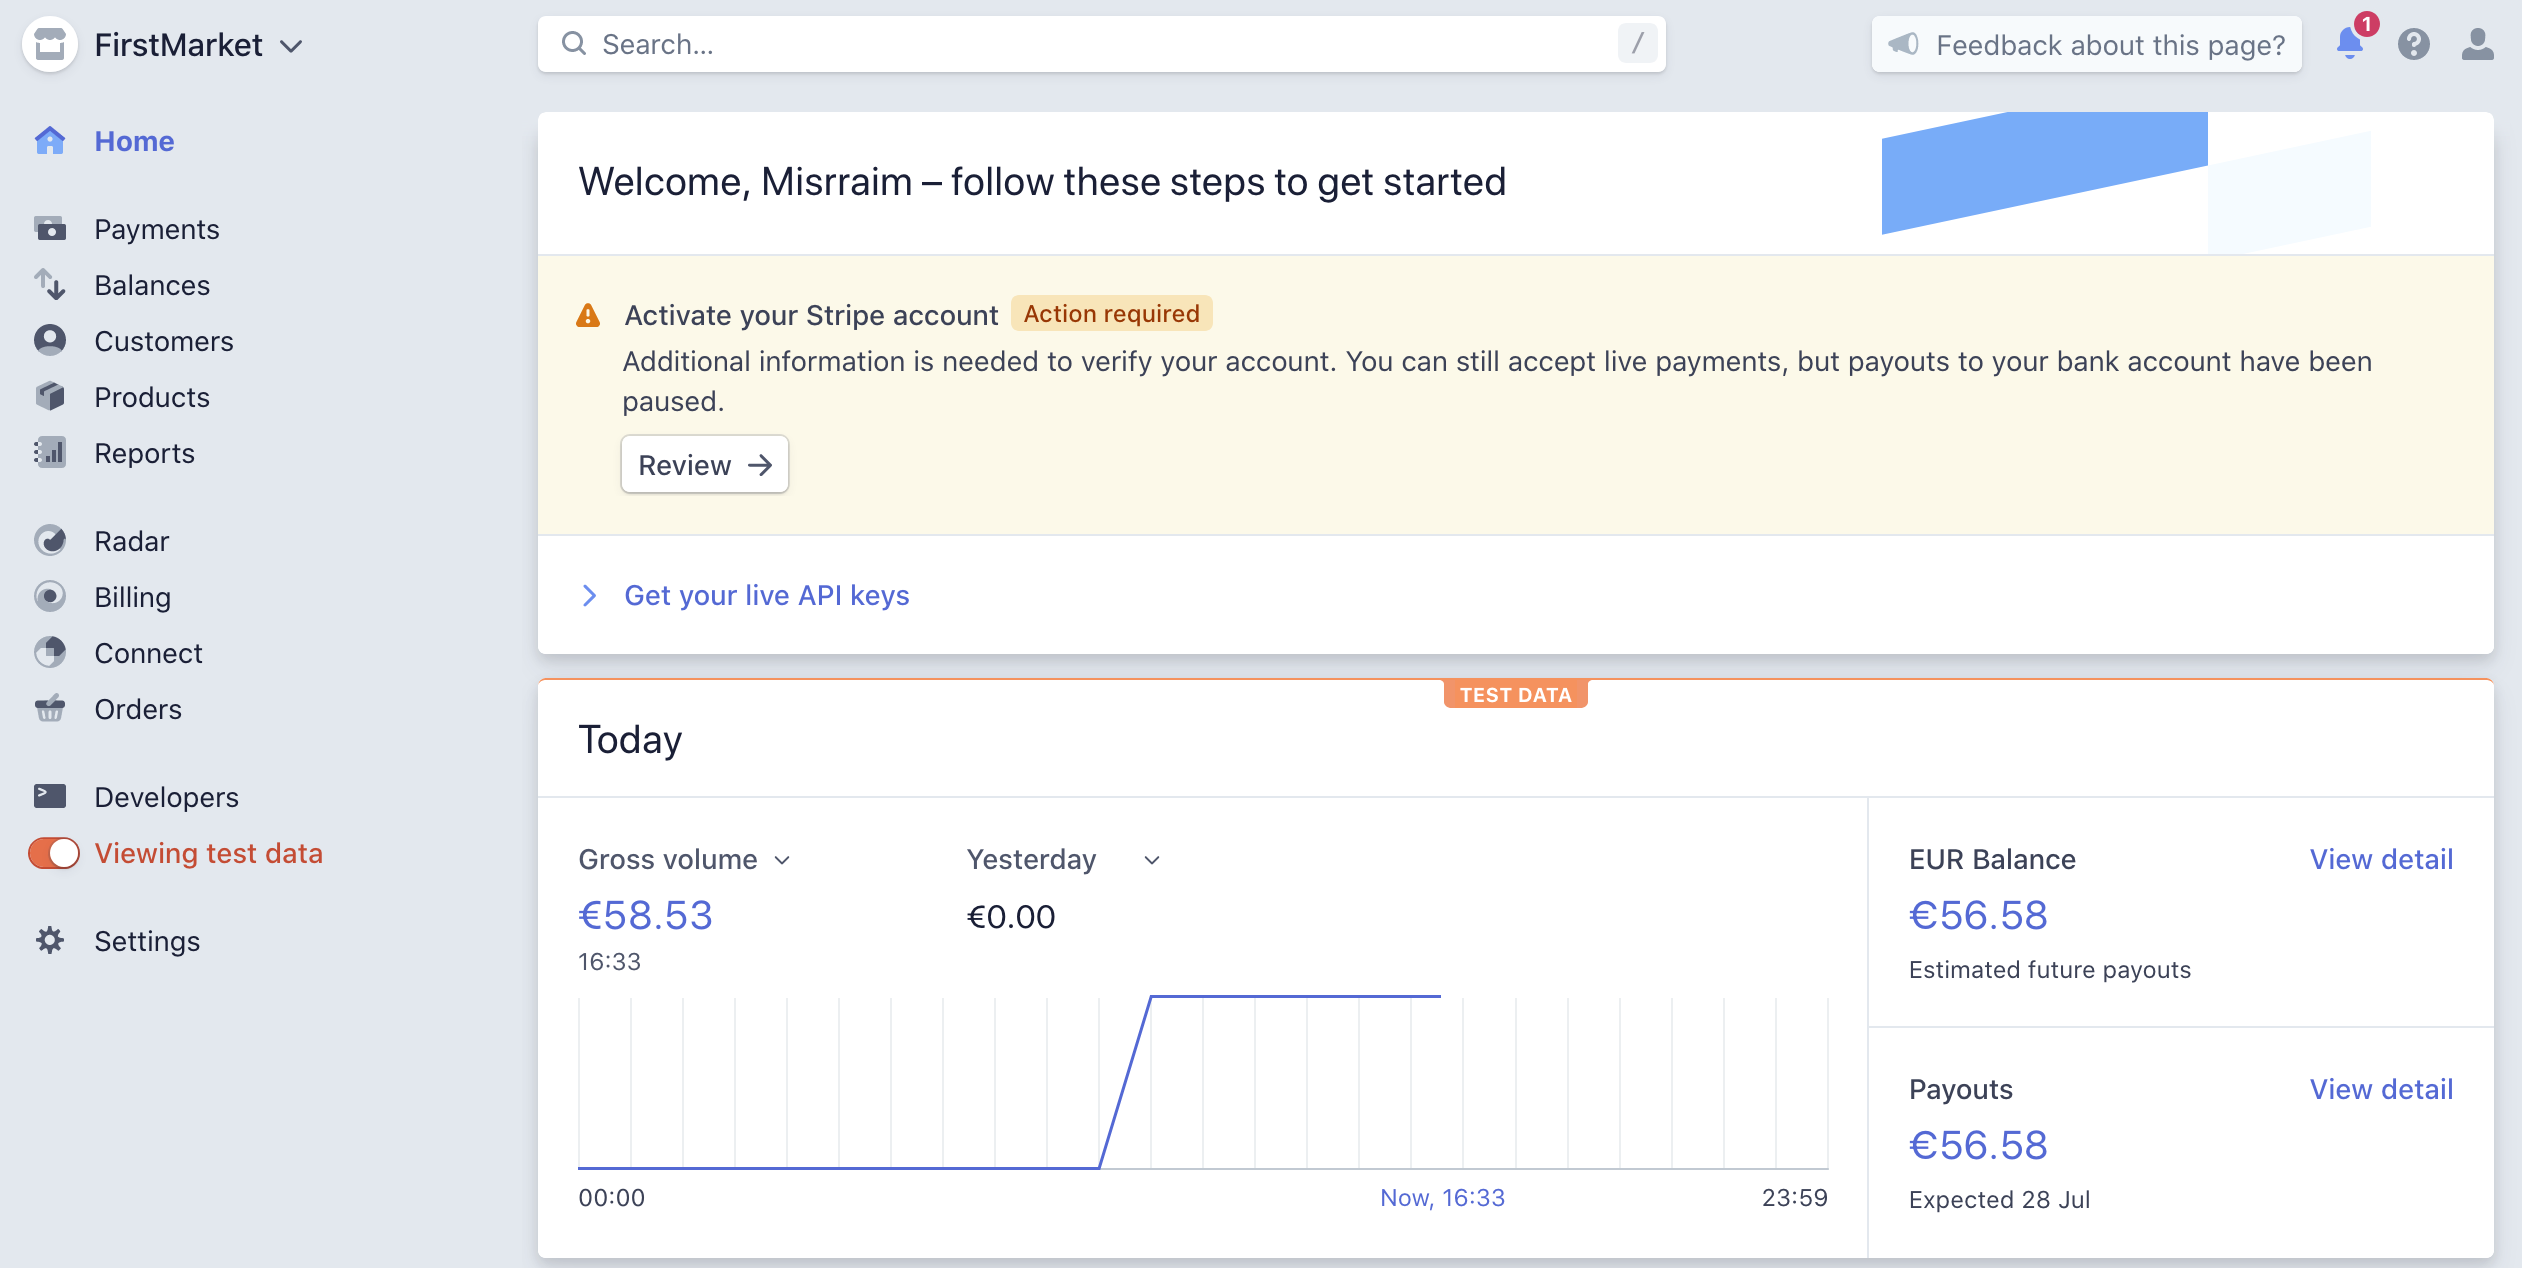 FirstMarket
Search...
/
Feedback about this page?
1
Home
Payments
Balances
Customers
Products
Reports
Radar
Billing
Connect
Orders
Developers
Viewing test data
Settings
Welcome, Misrraim – follow these steps to get started
Activate your Stripe account Action required
Additional information is needed to verify your account. You can still accept live payments, but payouts to your bank account have been
paused.
Review →
Get your live API keys
TEST DATA
Today
Gross volume
€58.53
16:33
Yesterday
€0.00
00:00
Now, 16:33
23:59
EUR Balance
View detail
€56.58
Estimated future payouts
Payouts
View detail
€56.58
Expected 28 Jul